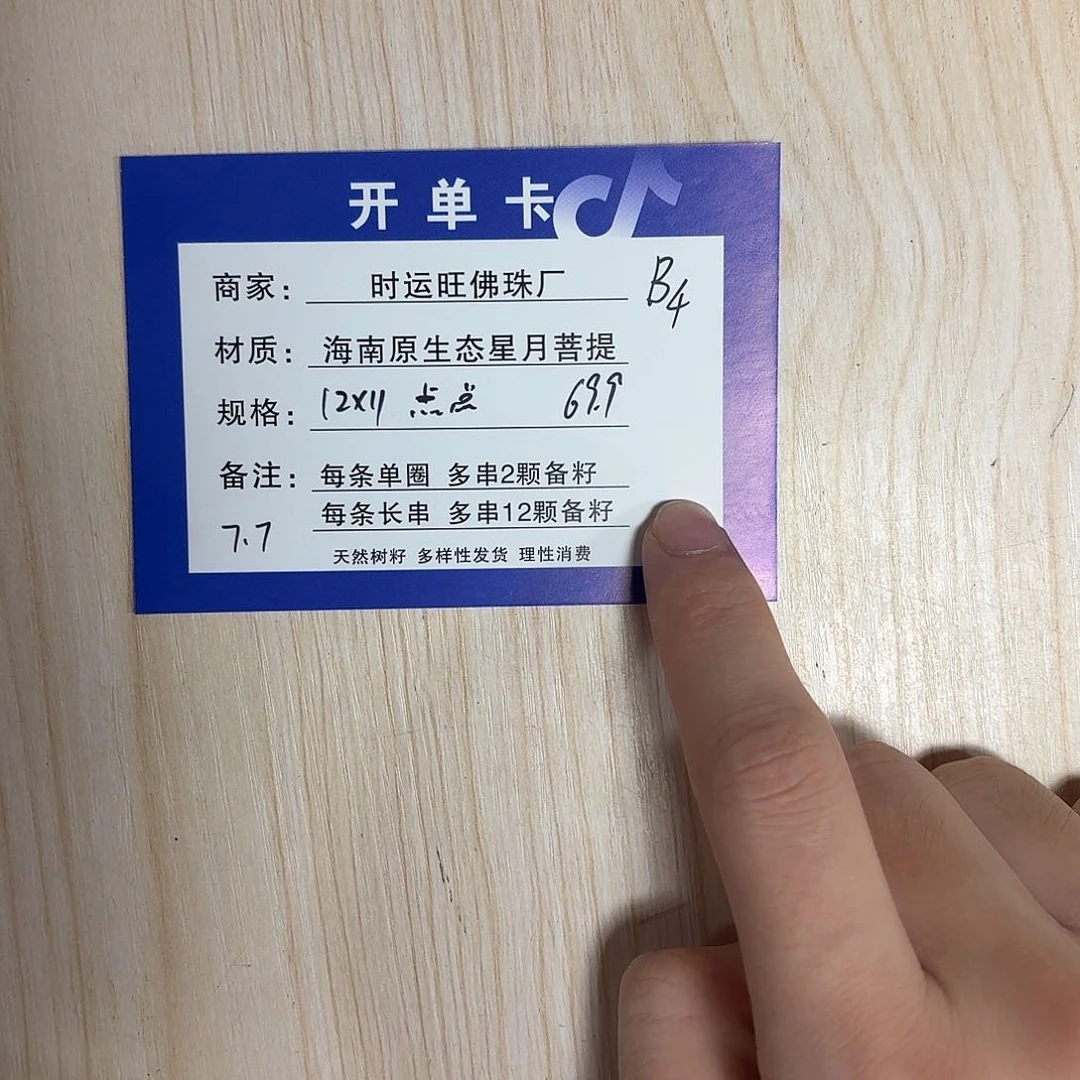 开单卡
商家： 时运旺佛珠厂 B4
材质： 海南原生态星月菩提
规格： 12X11 点点 69.9
备注： 每条单圈 多串2颗备籽
每条长串 多串12颗备籽
7.7
天然树籽 多样性发货 理性消费